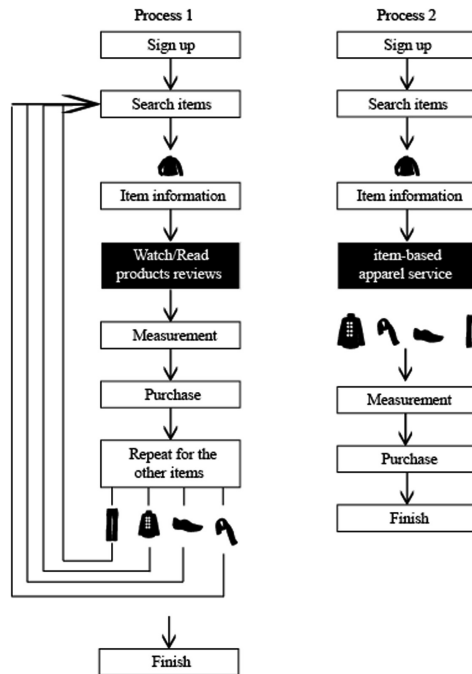 Process 1
Sign up
Search items
Item information
Watch/Read
products reviews
Measurement
Purchase
Repeat for the
other items
Finish
Process 2
Sign up
Search items
Item information
item-based
apparel service
Measurement
Purchase
Finish